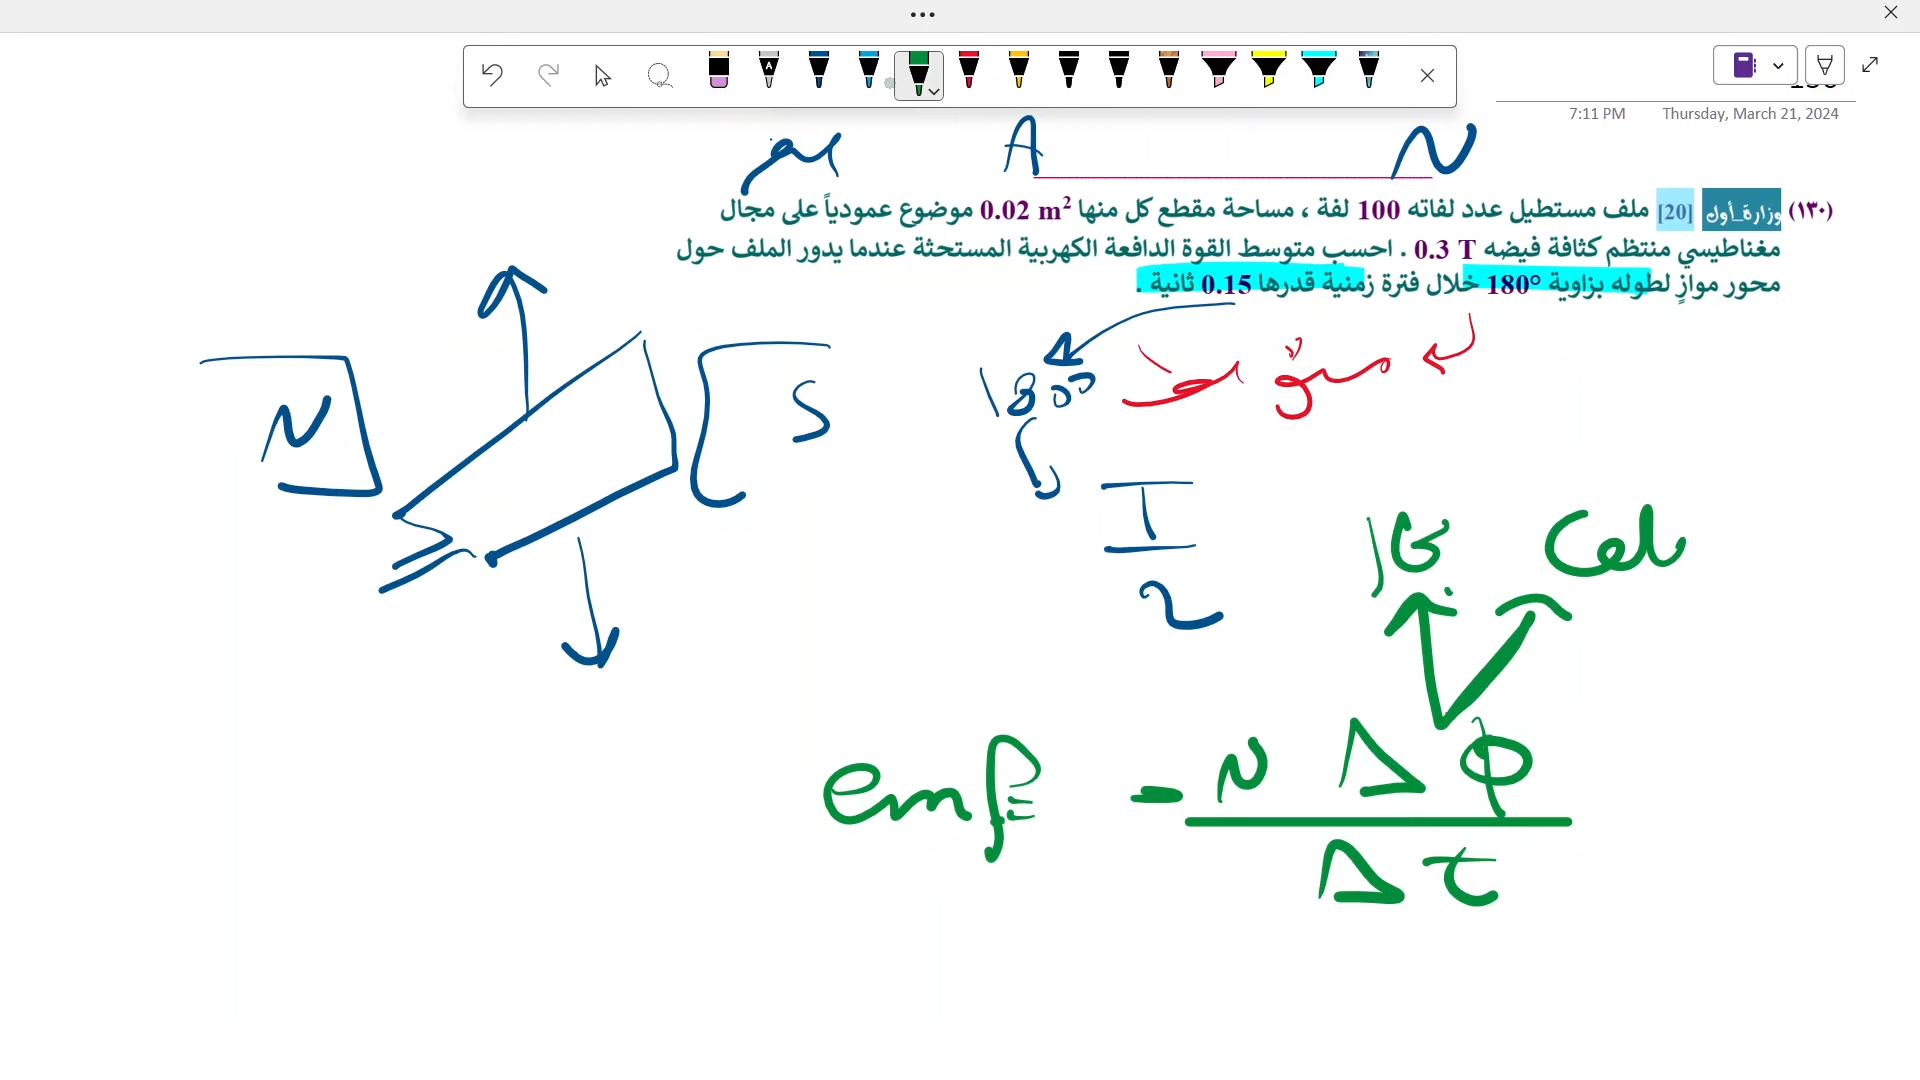 7:11 PM Thursday, March 21, 2024
A N
(١٣٠) وزارة_أول [20] ملف مستطيل عدد لفاته 100 لفة ، مساحة مقطع كل منها 0.02 m² موضوع عمودياً على مجال
مغناطيسي منتظم كثافة فيضه 0.3 T . احسب متوسط القوة الدافعة الكهربية المستحثة عندما يدور الملف حول
محور موازٍ لطوله بزاوية 180° خلال فترة زمنية قدرها 0.15 ثانية .
N S
180
emf = - N Δ Φ
Δ t